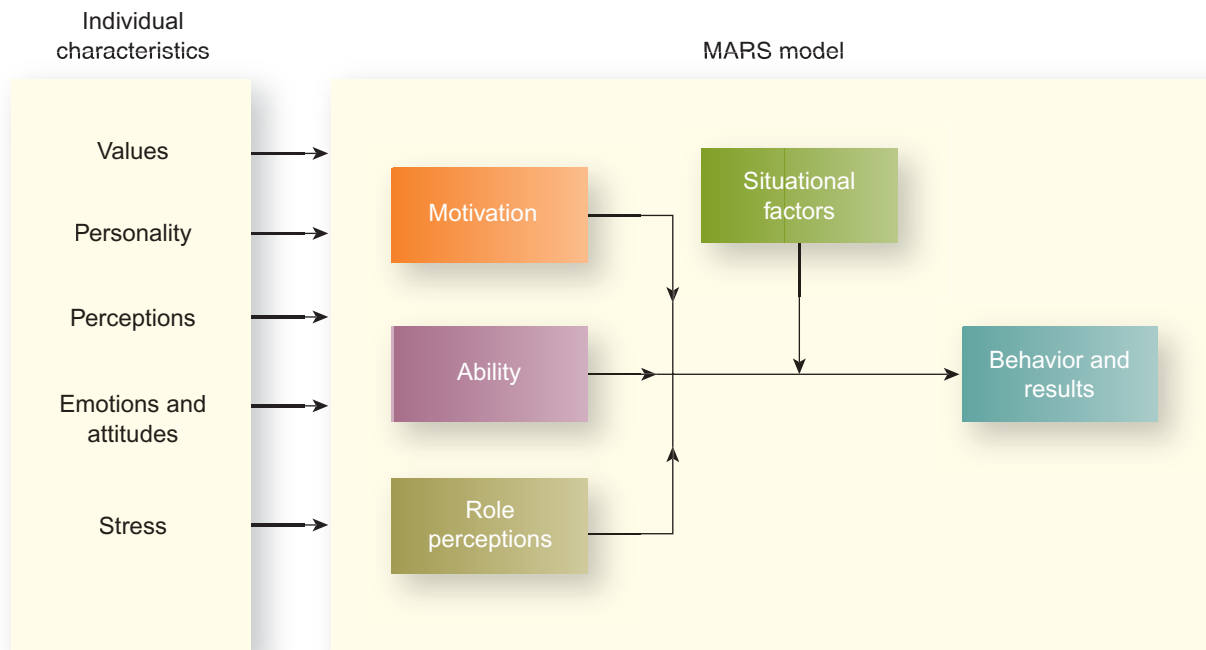 Individual
characteristics
MARS model
Values
Personality
Perceptions
Emotions and
attitudes
Stress
Motivation
Ability
Role
perceptions
Situational
factors
Behavior and
results